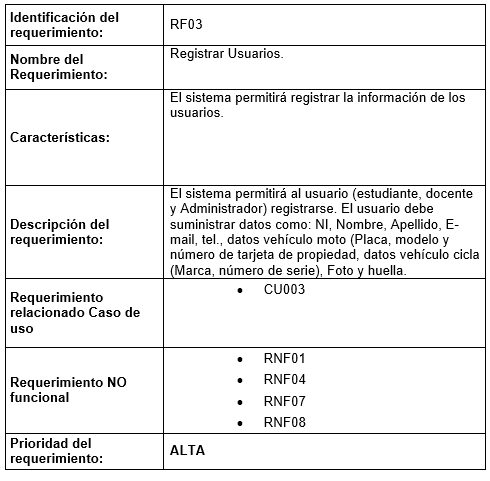 Identificación del
requerimiento:
RF03
Nombre del
Requerimiento:
Registrar Usuarios.
Características:
El sistema permitirá registrar la información de los
usuarios.
Descripción del
requerimiento:
El sistema permitirá al usuario (estudiante, docente
y Administrador) registrarse. El usuario debe
suministrar datos como: NI, Nombre, Apellido, E-
mail, tel., datos vehículo moto (Placa, modelo y
número de tarjeta de propiedad, datos vehículo cicla
(Marca, número de serie), Foto y huella.
Requerimiento
relacionado Caso de
uso
• CU003
Requerimiento NO
funcional
• RNF01
• RNF04
• RNF07
• RNF08
Prioridad del
requerimiento:
ALTA